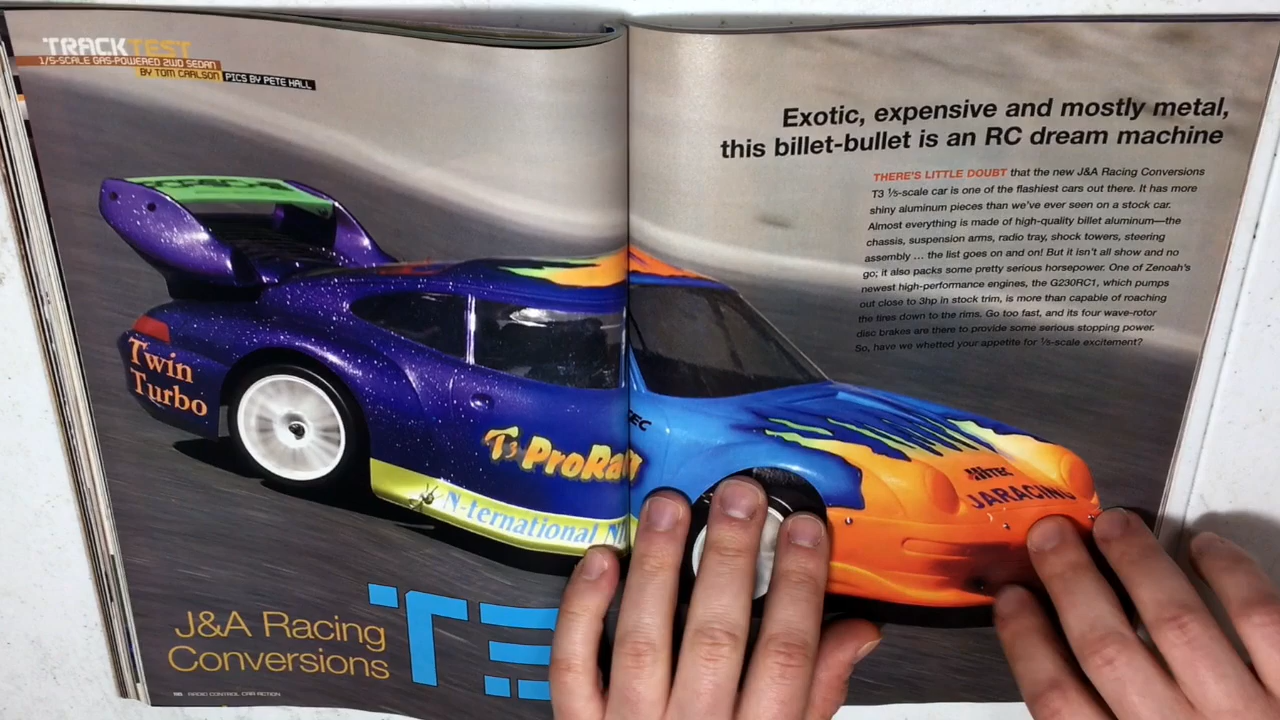 TRACKTEST
1/5-SCALE GAS-POWERED 2WD SEDAN
BY TOM CARLSON PICS BY PETE HALL
Exotic, expensive and mostly metal,
this billet-bullet is an RC dream machine
THERE'S LITTLE DOUBT that the new J&A Racing Conversions
T3 1/5-scale car is one of the flashiest cars out there. It has more
shiny aluminum pieces than we've ever seen on a stock car.
Almost everything is made of high-quality billet aluminum—the
chassis, suspension arms, radio tray, shock towers, steering
assembly ... the list goes on and on! But it isn't all show and no
go; it also packs some pretty serious horsepower. One of Zenoah's
newest high-performance engines, the G230RC1, which pumps
out close to 3hp in stock trim, is more than capable of roaching
the tires down to the rims. Go too fast, and its four wave-rotor
disc brakes are there to provide some serious stopping power.
So, have we whetted your appetite for 1/5-scale excitement?
PORSCHE
Twin
Turbo
T3 ProRally
N-ternational
HITEC
JARACING
J&A Racing
Conversions
T3
RADIO CONTROL CAR ACTION